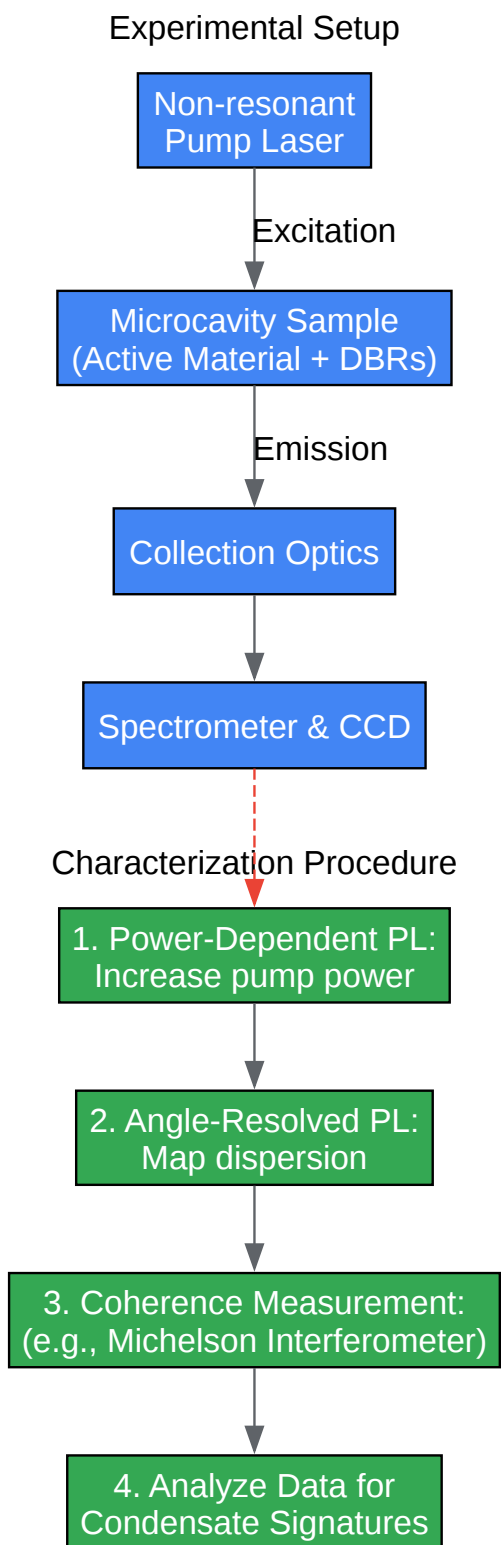 Experimental Setup
Non-resonant
Pump Laser
Excitation
Microcavity Sample
(Active Material + DBRs)
Emission
Collection Optics
Spectrometer & CCD
Characterization Procedure
1. Power-Dependent PL:
Increase pump power
2. Angle-Resolved PL:
Map dispersion
3. Coherence Measurement:
(e.g., Michelson Interferometer)
4. Analyze Data for
Condensate Signatures